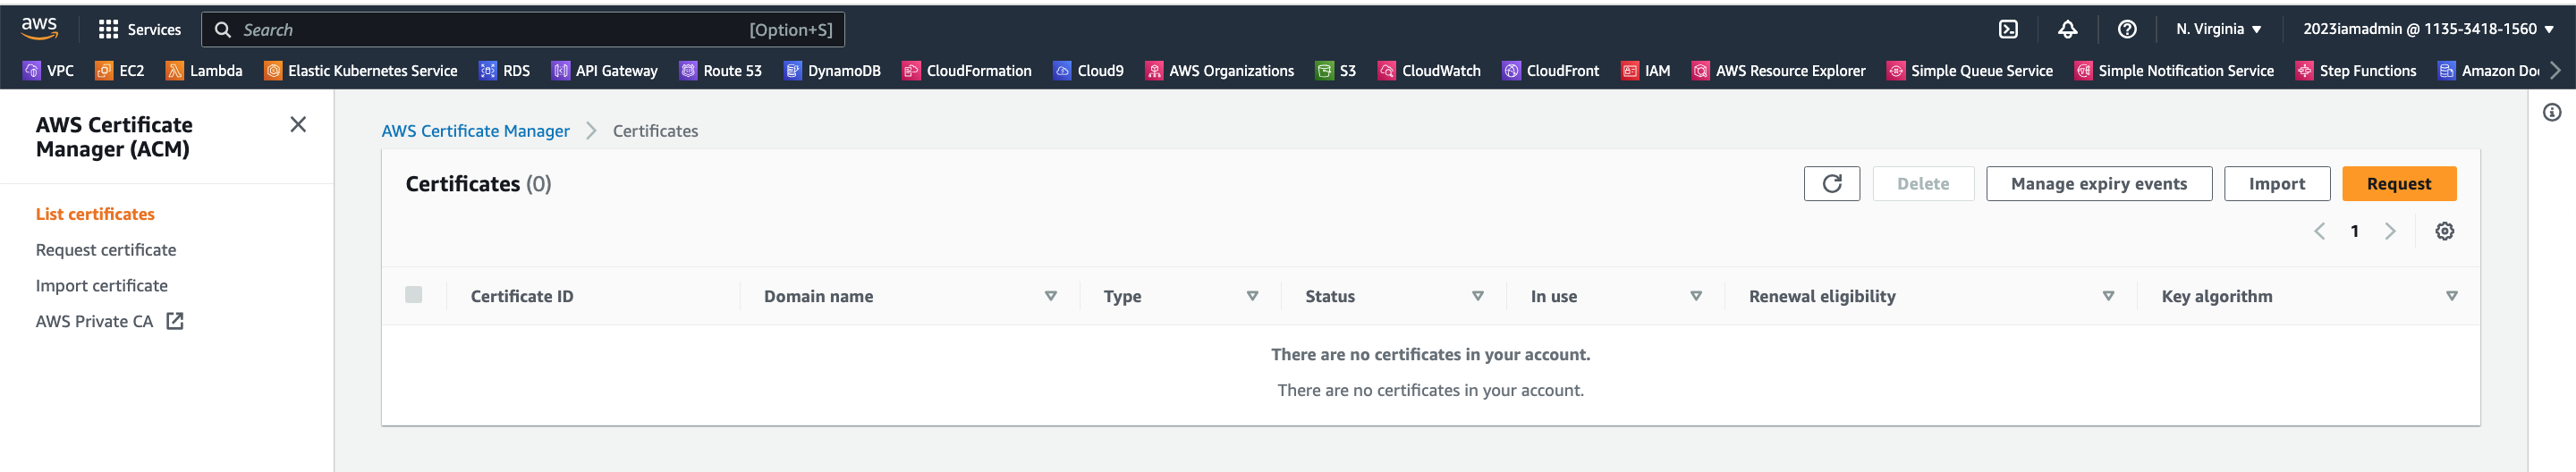 aws Services Search [Option+S] N. Virginia 2023iamadmin @ 1135-3418-1560
VPC EC2 Lambda Elastic Kubernetes Service RDS API Gateway Route 53 DynamoDB CloudFormation Cloud9 AWS Organizations S3 CloudWatch CloudFront IAM AWS Resource Explorer Simple Queue Service Simple Notification Service Step Functions Amazon Do
AWS Certificate
Manager (ACM)
List certificates
Request certificate
Import certificate
AWS Private CA
AWS Certificate Manager Certificates
Certificates (0) Delete Manage expiry events Import Request
1
Certificate ID Domain name Type Status In use Renewal eligibility Key algorithm
There are no certificates in your account.
There are no certificates in your account.